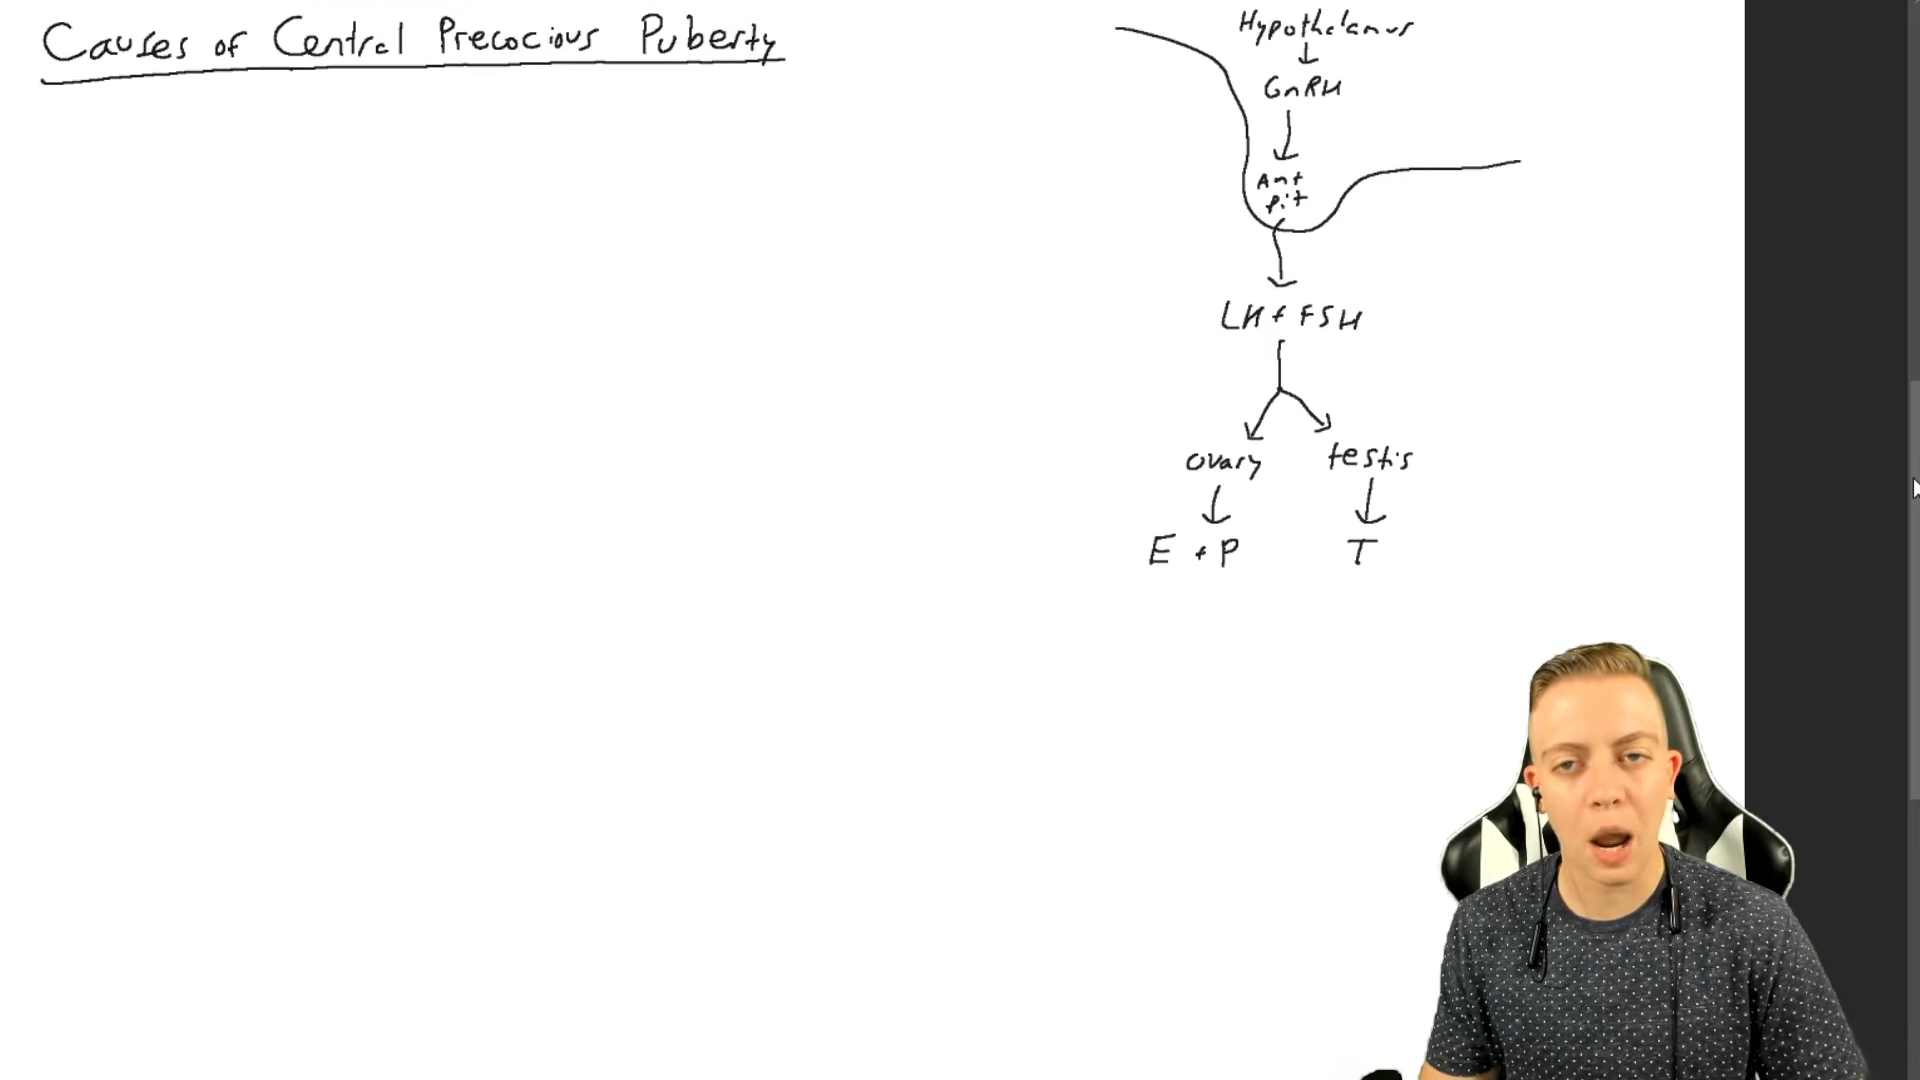 Causes of Central Precocious Puberty
Hypothalamus
GnRH
Ant
pit
LH + FSH
ovary testis
E + P T